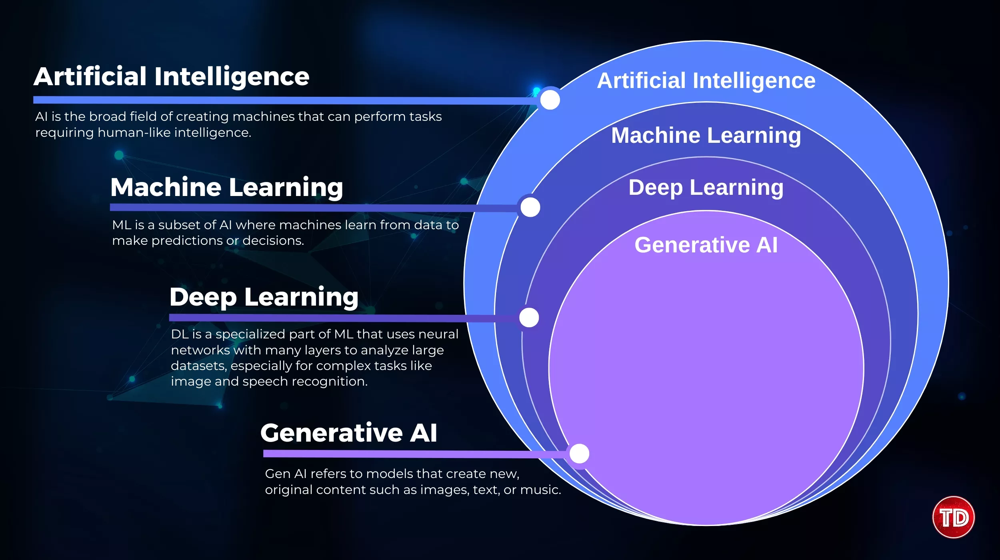 Artificial Intelligence
AI is the broad field of creating machines that can perform tasks
requiring human-like intelligence.
Machine Learning
ML is a subset of AI where machines learn from data to
make predictions or decisions.
Deep Learning
DL is a specialized part of ML that uses neural
networks with many layers to analyze large
datasets, especially for complex tasks like
image and speech recognition.
Generative AI
Gen AI refers to models that create new,
original content such as images, text, or music.
Artificial Intelligence
Machine Learning
Deep Learning
Generative AI
TD